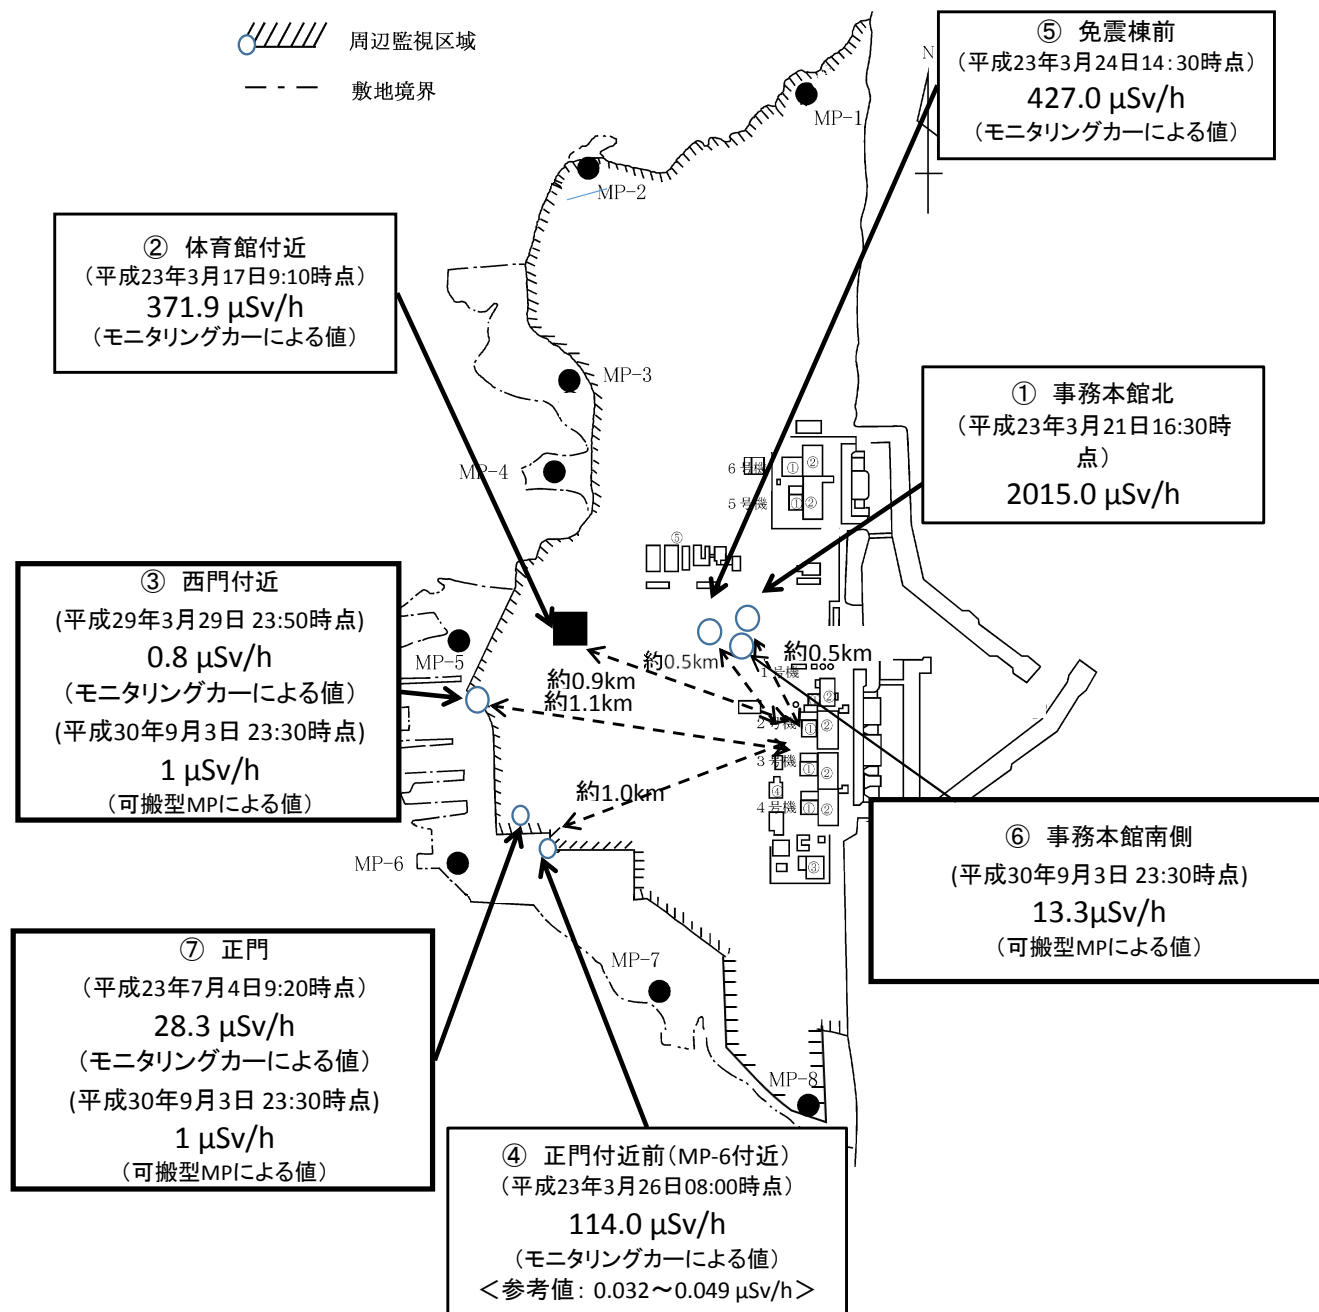 周辺監視区域
敷地境界
⑤ 免震棟前
(平成23年3月24日14:30時点)
427.0 μSv/h
(モニタリングカーによる値)
N
MP-1
MP-2
② 体育館付近
(平成23年3月17日9:10時点)
371.9 μSv/h
(モニタリングカーによる値)
MP-3
① 事務本館北
(平成23年3月21日16:30時
点)
2015.0 μSv/h
MP-4
6号機
① ②
5号機
① ②
⑤
③ 西門付近
(平成29年3月29日 23:50時点)
0.8 μSv/h
(モニタリングカーによる値)
(平成30年9月3日 23:30時点)
1 μSv/h
(可搬型MPによる値)
MP-5
約0.5km
約0.5km
約0.9km
約1.1km
1号機
②
2号機
① ②
3号機
① ②
④
4号機
① ②
③
約1.0km
MP-6
⑥ 事務本館南側
(平成30年9月3日 23:30時点)
13.3μSv/h
(可搬型MPによる値)
⑦ 正門
(平成23年7月4日9:20時点)
28.3 μSv/h
(モニタリングカーによる値)
(平成30年9月3日 23:30時点)
1 μSv/h
(可搬型MPによる値)
MP-7
MP-8
④ 正門付近前(MP-6付近)
(平成23年3月26日08:00時点)
114.0 μSv/h
(モニタリングカーによる値)
<参考値: 0.032~0.049 μSv/h>